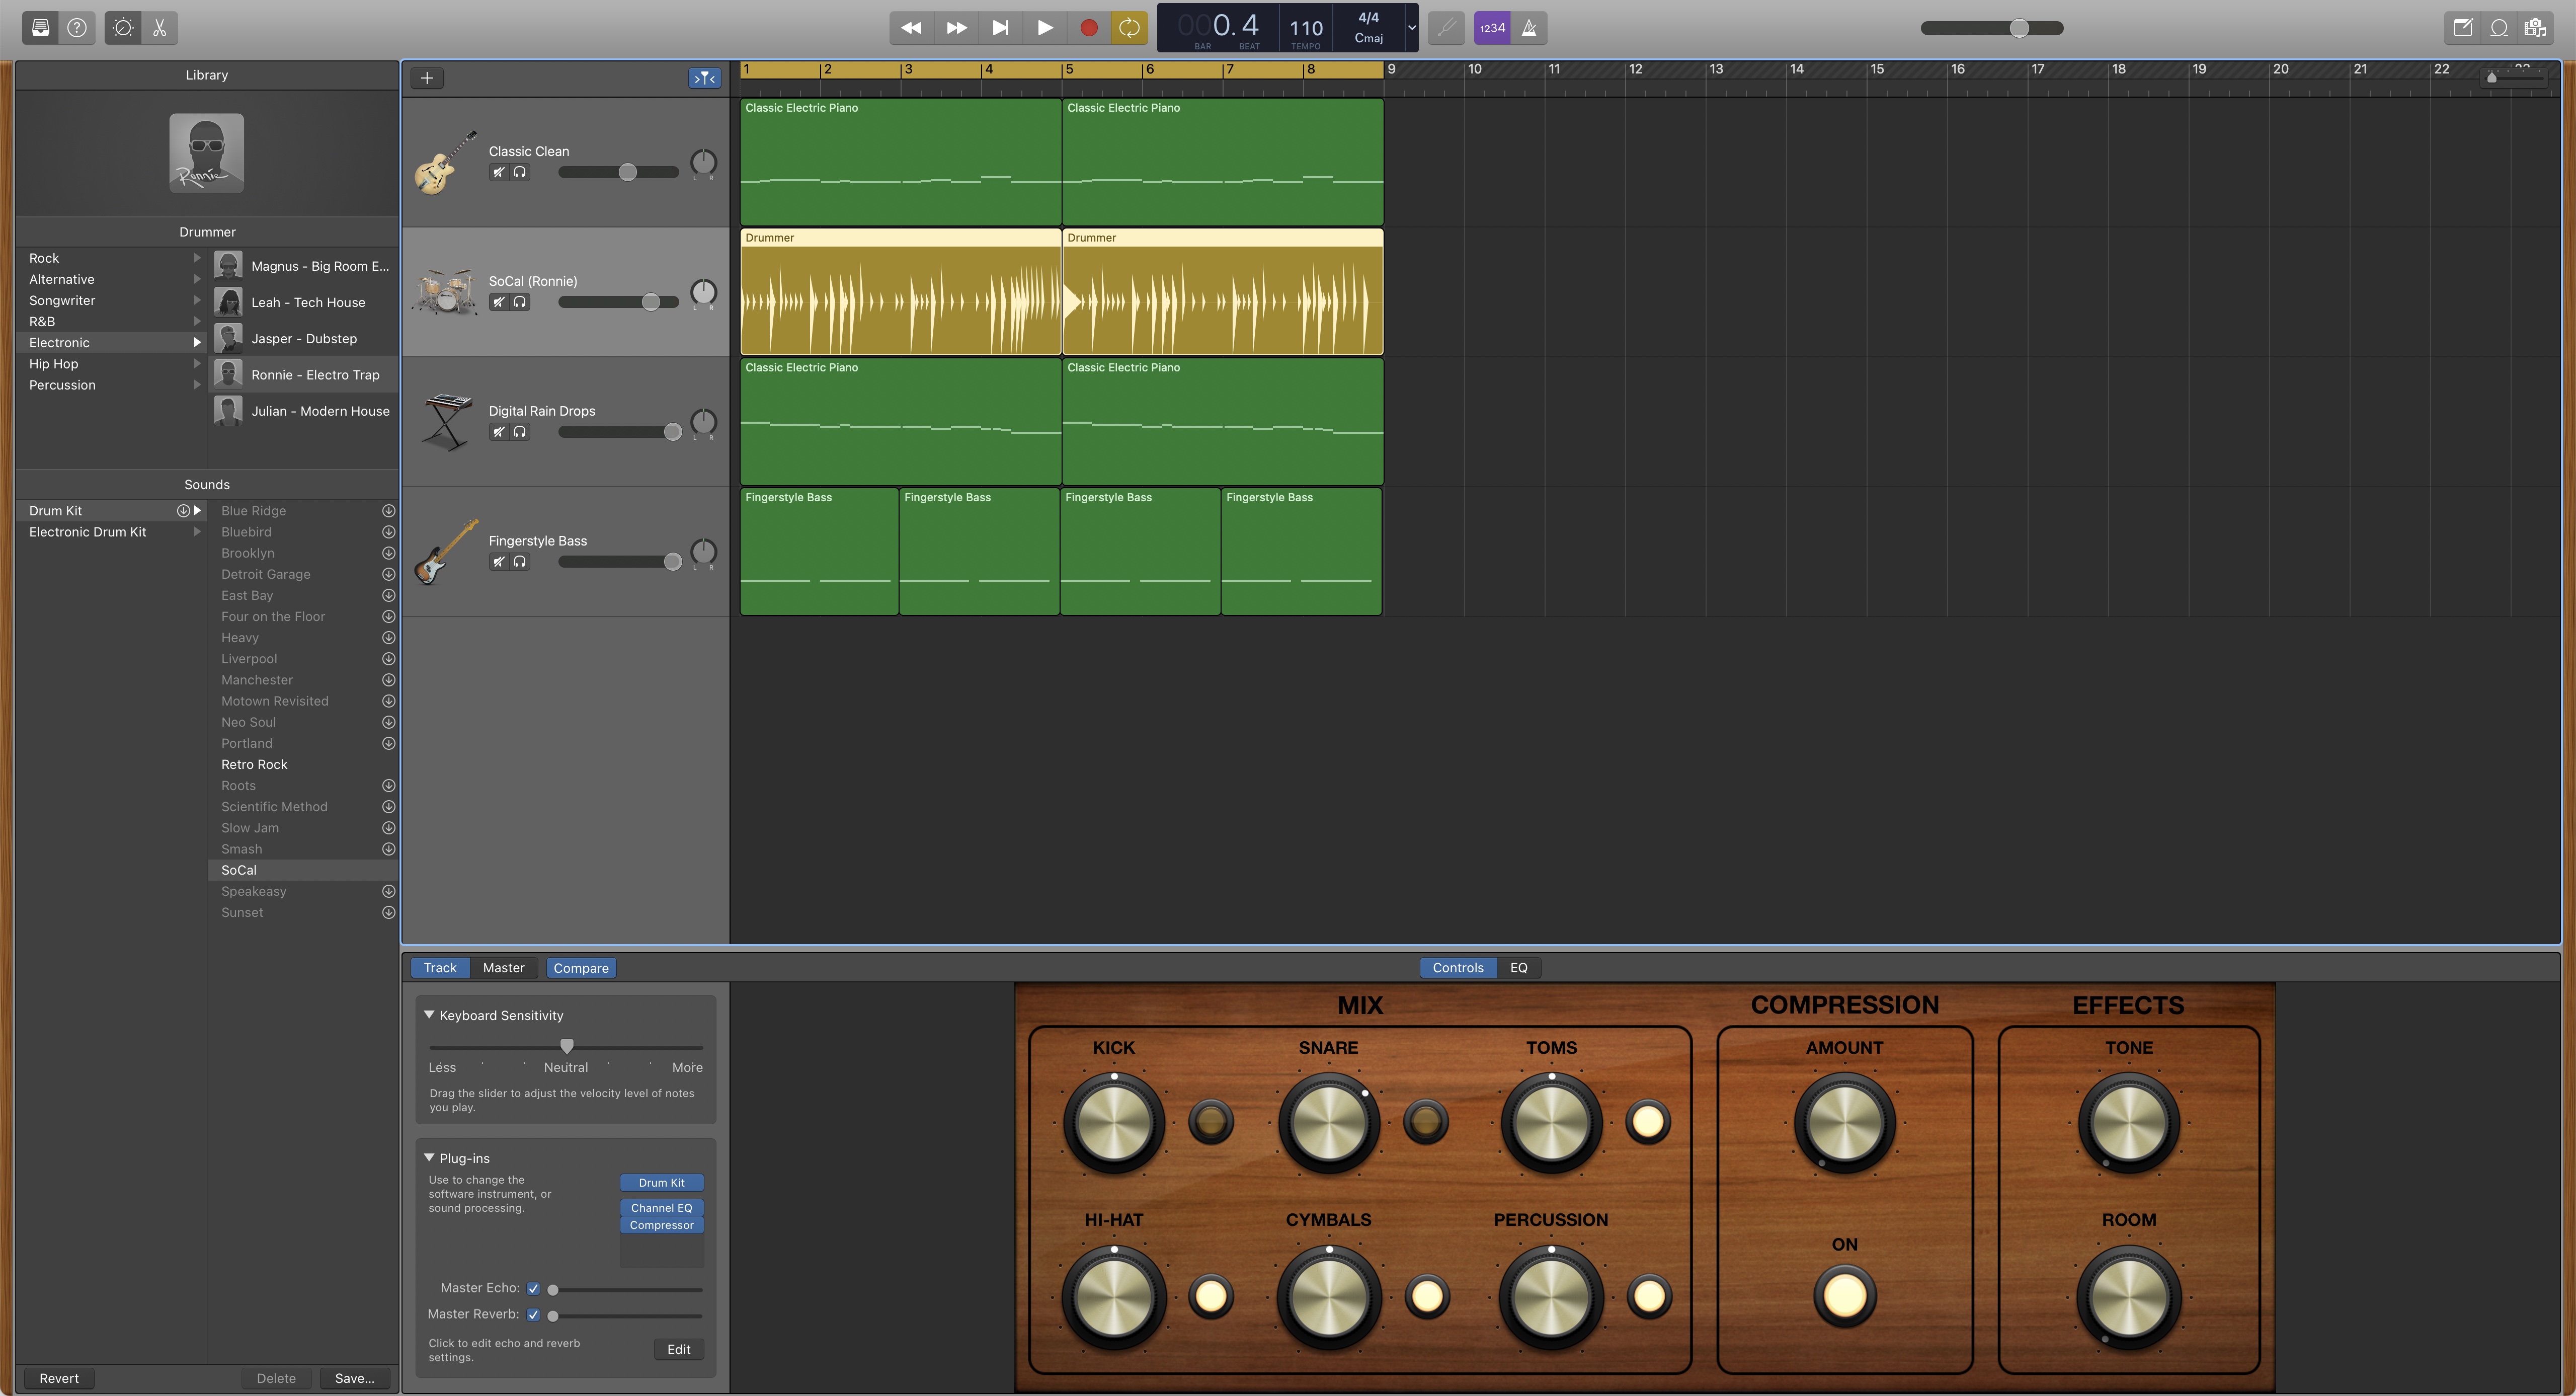 000.4
BAR
BEAT
110
TEMPO
4/4
Cmaj
1234
Library
Ronnie
Drummer
Rock
Alternative
Songwriter
R&B
Electronic
Hip Hop
Percussion
Magnus - Big Room E...
Leah - Tech House
Jasper - Dubstep
Ronnie - Electro Trap
Julian - Modern House
Sounds
Drum Kit
Electronic Drum Kit
Blue Ridge
Bluebird
Brooklyn
Detroit Garage
East Bay
Four on the Floor
Heavy
Liverpool
Manchester
Motown Revisited
Neo Soul
Portland
Retro Rock
Roots
Scientific Method
Slow Jam
Smash
SoCal
Speakeasy
Sunset
Revert
Delete
Save...
1 2 3 4 5 6 7 8 9 10 11 12 13 14 15 16 17 18 19 20 21 22
Classic Clean
L R
Classic Electric Piano
Classic Electric Piano
SoCal (Ronnie)
L R
Drummer
Drummer
Digital Rain Drops
L R
Classic Electric Piano
Classic Electric Piano
Fingerstyle Bass
L R
Fingerstyle Bass
Fingerstyle Bass
Fingerstyle Bass
Fingerstyle Bass
Track
Master
Compare
Controls
EQ
Keyboard Sensitivity
Less
Neutral
More
Drag the slider to adjust the velocity level of notes
you play.
Plug-ins
Use to change the
software instrument, or
sound processing.
Drum Kit
Channel EQ
Compressor
Master Echo:
Master Reverb:
Click to edit echo and reverb
settings.
Edit
MIX
COMPRESSION
EFFECTS
KICK
SNARE
TOMS
AMOUNT
TONE
HI-HAT
CYMBALS
PERCUSSION
ON
ROOM